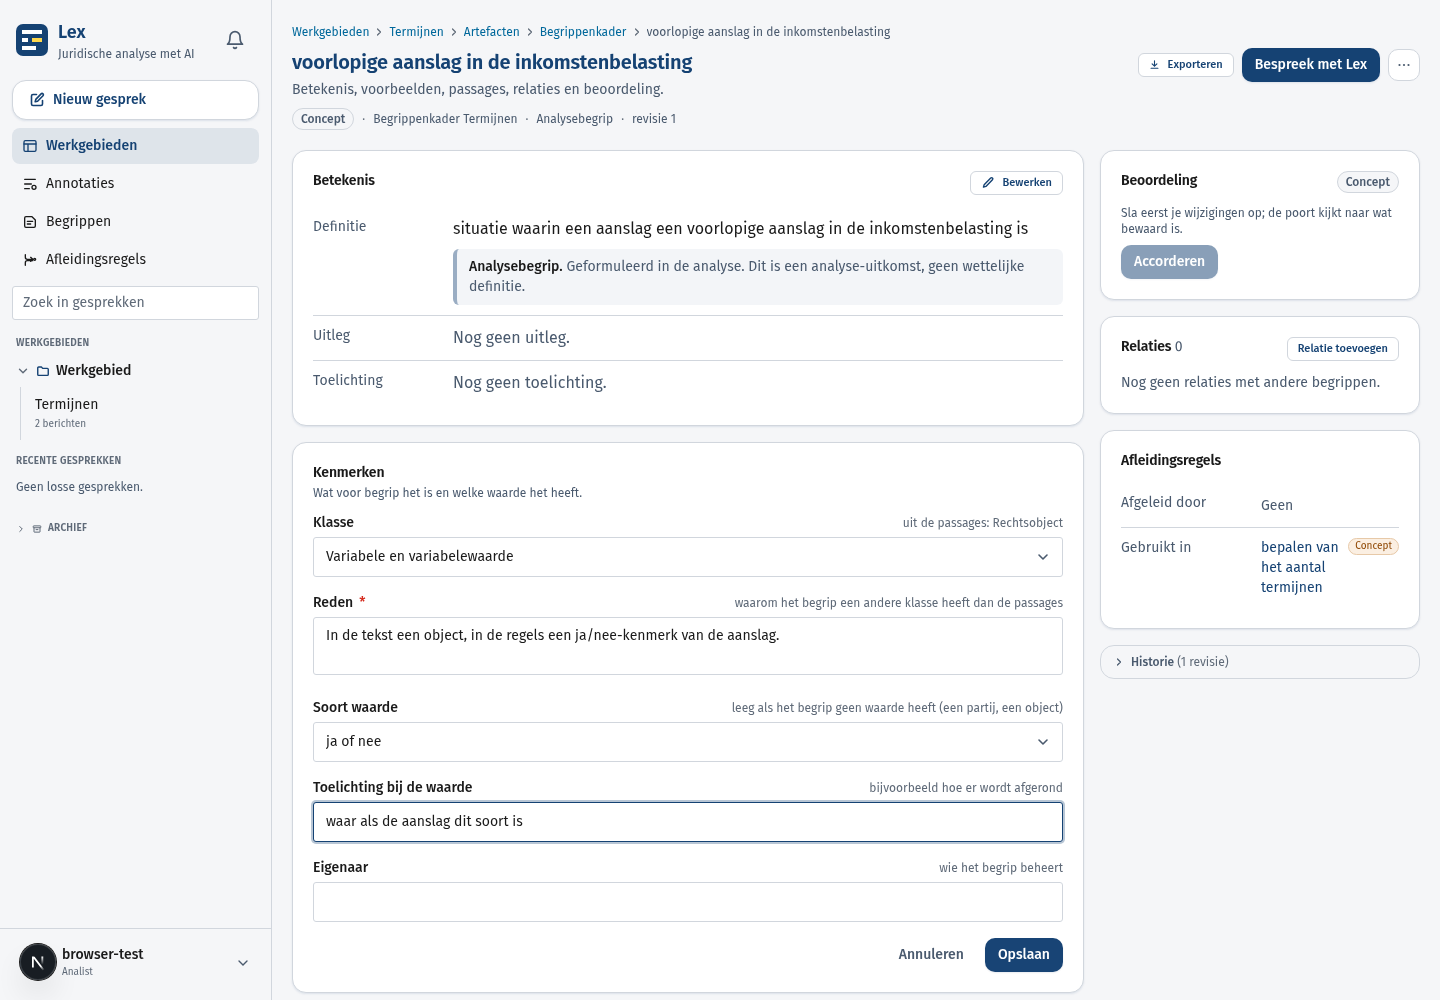 Lex
Juridische analyse met AI
Nieuw gesprek
Werkgebieden
Annotaties
Begrippen
Afleidingsregels
Zoek in gesprekken
WERKGEBIEDEN
Werkgebied
Termijnen
2 berichten
RECENTE GESPREKKEN
Geen losse gesprekken.
ARCHIEF
N
browser-test
Analist
Werkgebieden > Termijnen > Artefacten > Begrippenkader > voorlopige aanslag in de inkomstenbelasting
voorlopige aanslag in de inkomstenbelasting
Betekenis, voorbeelden, passages, relaties en beoordeling.
Concept · Begrippenkader Termijnen · Analysebegrip · revisie 1
Exporteren
Bespreek met Lex
Betekenis
Bewerken
Definitie
situatie waarin een aanslag een voorlopige aanslag in de inkomstenbelasting is
Analysebegrip. Geformuleerd in de analyse. Dit is een analyse-uitkomst, geen wettelijke
definitie.
Uitleg
Nog geen uitleg.
Toelichting
Nog geen toelichting.
Kenmerken
Wat voor begrip het is en welke waarde het heeft.
Klasse
uit de passages: Rechtsobject
Variabele en variabelewaarde
Reden *
waarom het begrip een andere klasse heeft dan de passages
In de tekst een object, in de regels een ja/nee-kenmerk van de aanslag.
Soort waarde
leeg als het begrip geen waarde heeft (een partij, een object)
ja of nee
Toelichting bij de waarde
bijvoorbeeld hoe er wordt afgerond
waar als de aanslag dit soort is
Eigenaar
wie het begrip beheert
Annuleren
Opslaan
Beoordeling
Concept
Sla eerst je wijzigingen op; de poort kijkt naar wat
bewaard is.
Accorderen
Relaties 0
Relatie toevoegen
Nog geen relaties met andere begrippen.
Afleidingsregels
Afgeleid door
Geen
Gebruikt in
bepalen van
het aantal
termijnen
Concept
Historie (1 revisie)